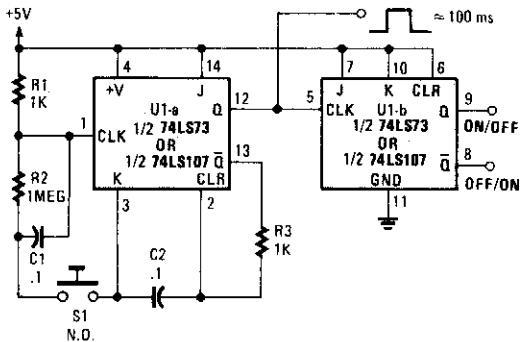 +5V
≈ 100 ms
R1
1K
4
14
+V
J
U1-a
1/2 74LS73
OR
1/2 74LS107
1
CLK
Q
12
Q̅
13
K
CLR
3
2
R2
1MEG
C1
.1
C2
.1
R3
1K
S1
N.O.
7
10
6
J
K
CLR
5
CLK
U1-b
1/2 74LS73
OR
1/2 74LS107
GND
11
Q
9
ON/OFF
Q̅
8
OFF/ON